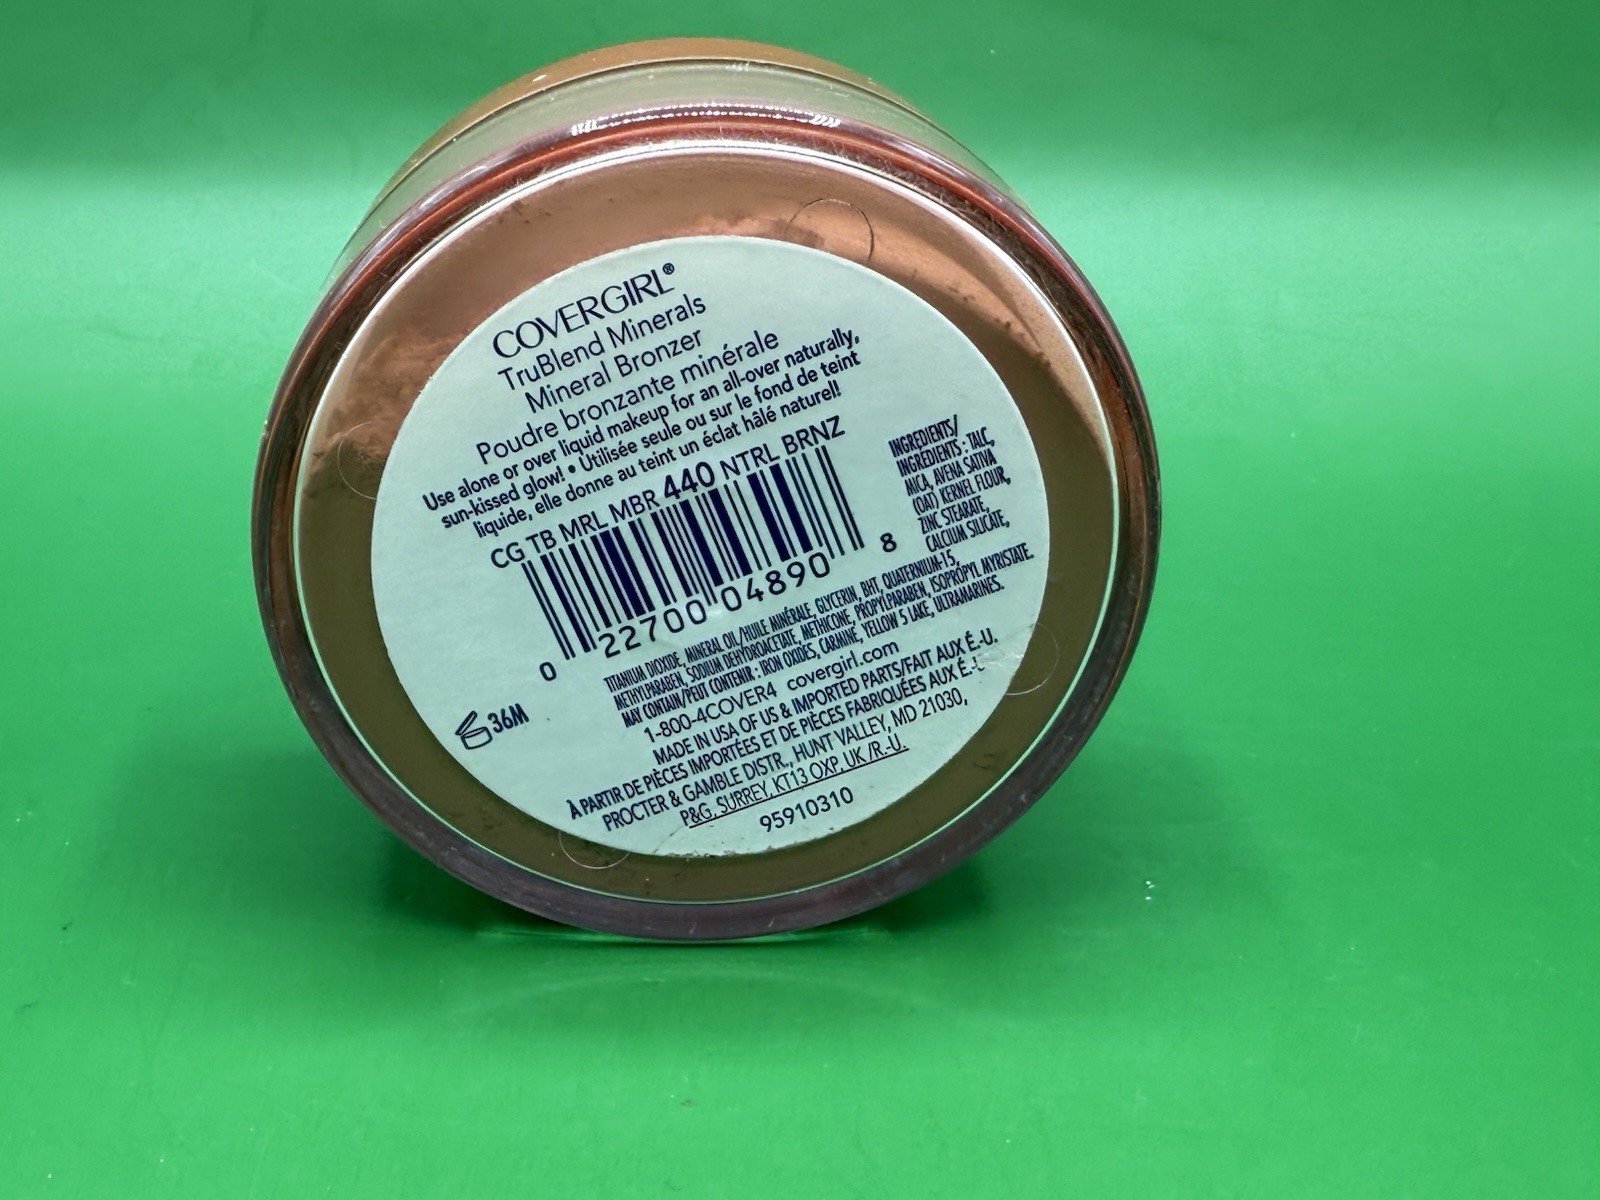 COVERGIRL®
TruBlend Minerals
Mineral Bronzer
Poudre bronzante minérale
Use alone or over liquid makeup for an all-over naturally,
sun-kissed glow! • Utilisée seule ou sur le fond de teint
liquide, elle donne au teint un éclat hâlé naturel!
CG TB MRL MBR 440 NTRL BRNZ
0 22700 04890 8
INGREDIENTS/
INGRÉDIENTS : TALC,
MICA, AVENA SATIVA
(OAT) KERNEL FLOUR,
ZINC STEARATE,
CALCIUM SILICATE,
TITANIUM DIOXIDE, MINERAL OIL/HUILE MINÉRALE, GLYCERIN, BHT, QUATERNIUM-15,
METHYLPARABEN, SODIUM DEHYDROACETATE, METHICONE, PROPYLPARABEN, ISOPROPYL MYRISTATE.
MAY CONTAIN/PEUT CONTENIR : IRON OXIDES, CARMINE, YELLOW 5 LAKE, ULTRAMARINES.
36M
1-800-4COVER4 covergirl.com
MADE IN USA OF US & IMPORTED PARTS/FAIT AUX É.-U.
À PARTIR DE PIÈCES IMPORTÉES ET DE PIÈCES FABRIQUÉES AUX
PROCTER & GAMBLE DISTR., HUNT VALLEY, MD 21030,
P&G, SURREY, KT13 OXP, UK /R.-U.
95910310